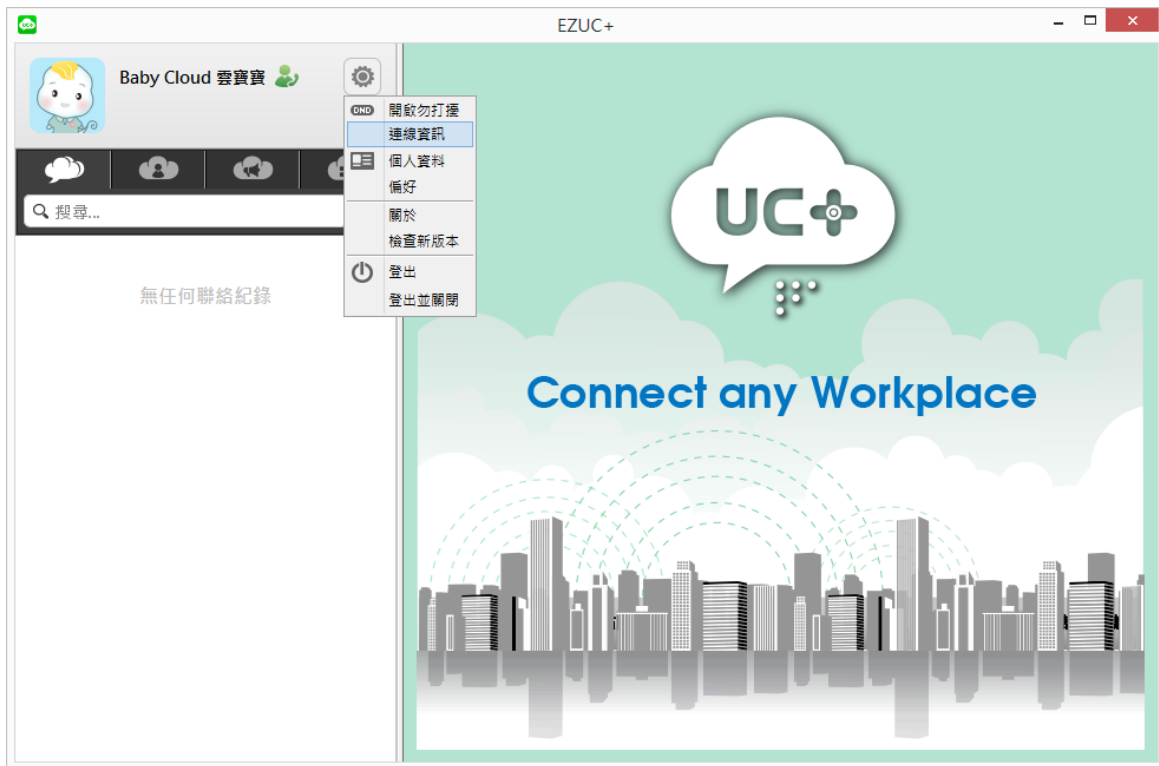 EZUC+
Baby Cloud 雲寶寶
DND 開啟勿打擾
連線資訊
個人資料
偏好
關於
檢查新版本
登出
登出並關閉
搜尋...
無任何聯絡紀錄
UC+
Connect any Workplace